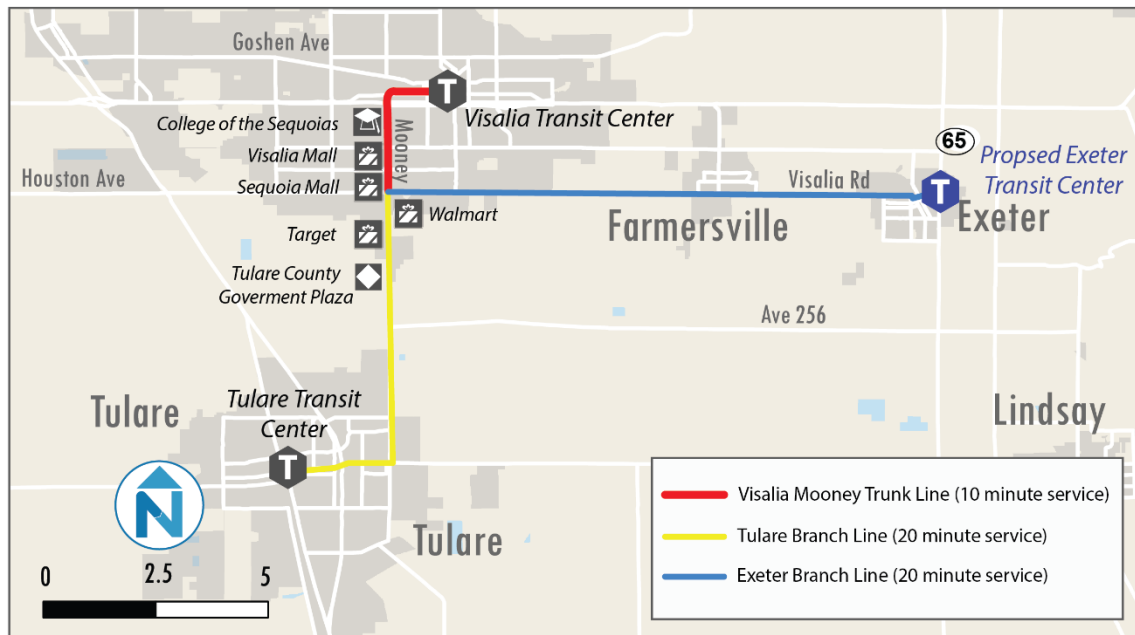 Goshen Ave
T
Visalia Transit Center
College of the Sequoias
Mooney
Visalia Mall
Houston Ave
Sequoia Mall
Walmart
Target
Tulare County
Goverment Plaza
65
Propsed Exeter
Transit Center
Visalia Rd
T
Exeter
Farmersville
Ave 256
Tulare
Tulare Transit
Center
T
Lindsay
N
Tulare
0
2.5
5
Visalia Mooney Trunk Line (10 minute service)
Tulare Branch Line (20 minute service)
Exeter Branch Line (20 minute service)